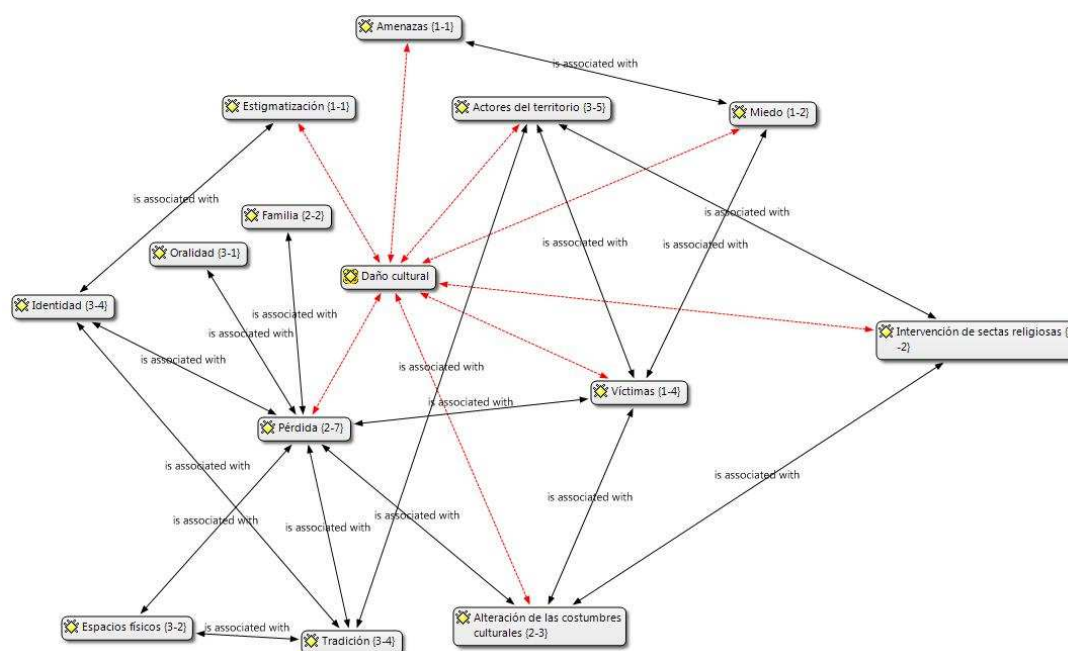 Amenazas {1-1}
is associated with
Estigmatización {1-1}
Actores del territorio {3-5}
Miedo {1-2}
is associated with
Familia {2-2}
is associated with
is associated with
is associated with
Oralidad {3-1}
Daño cultural
Identidad {3-4}
is associated with
is associated with
Intervención de sectas religiosas {
-2}
is associated with
is associated with
Víctimas {1-4}
is associated with
Pérdida {2-7}
is associated with
is associated with
is associated with
is associated with
is associated with
is associated with
Alteración de las costumbres
culturales {2-3}
Espacios físicos {3-2}
is associated with
Tradición {3-4}